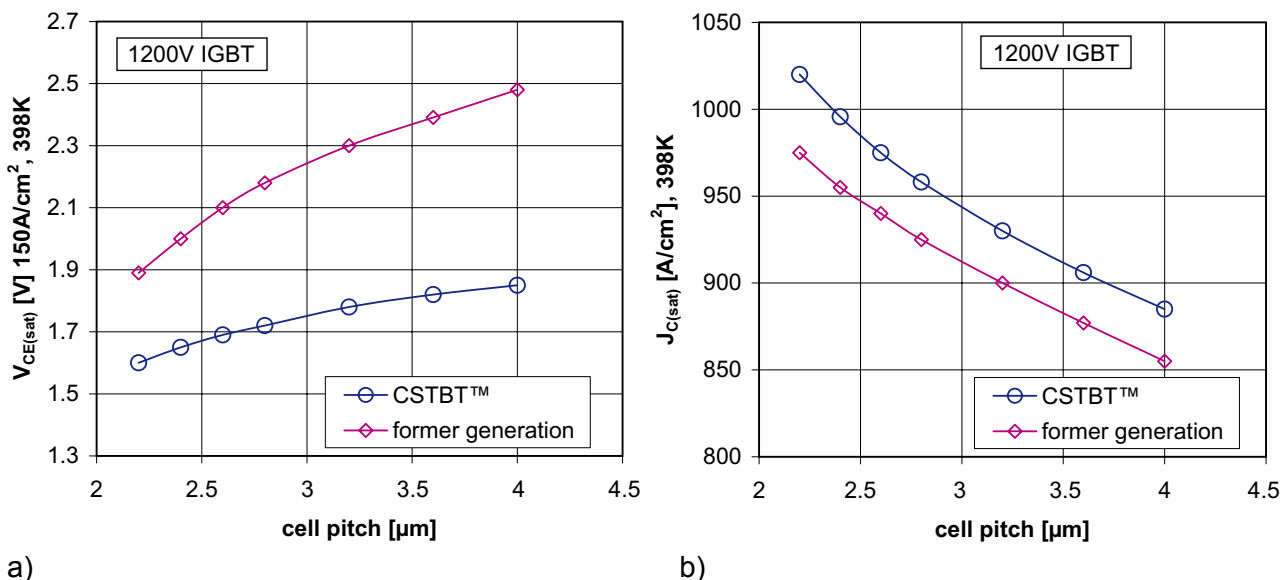 1200V IGBT
2.7
2.5
2.3
2.1
1.9
1.7
1.5
1.3
V_CE(sat) [V] 150A/cm², 398K
CSTBT™
former generation
2 2.5 3 3.5 4 4.5
cell pitch [µm]
a)
1200V IGBT
1050
1000
950
900
850
800
J_C(sat) [A/cm²], 398K
CSTBT™
former generation
2 2.5 3 3.5 4 4.5
cell pitch [µm]
b)